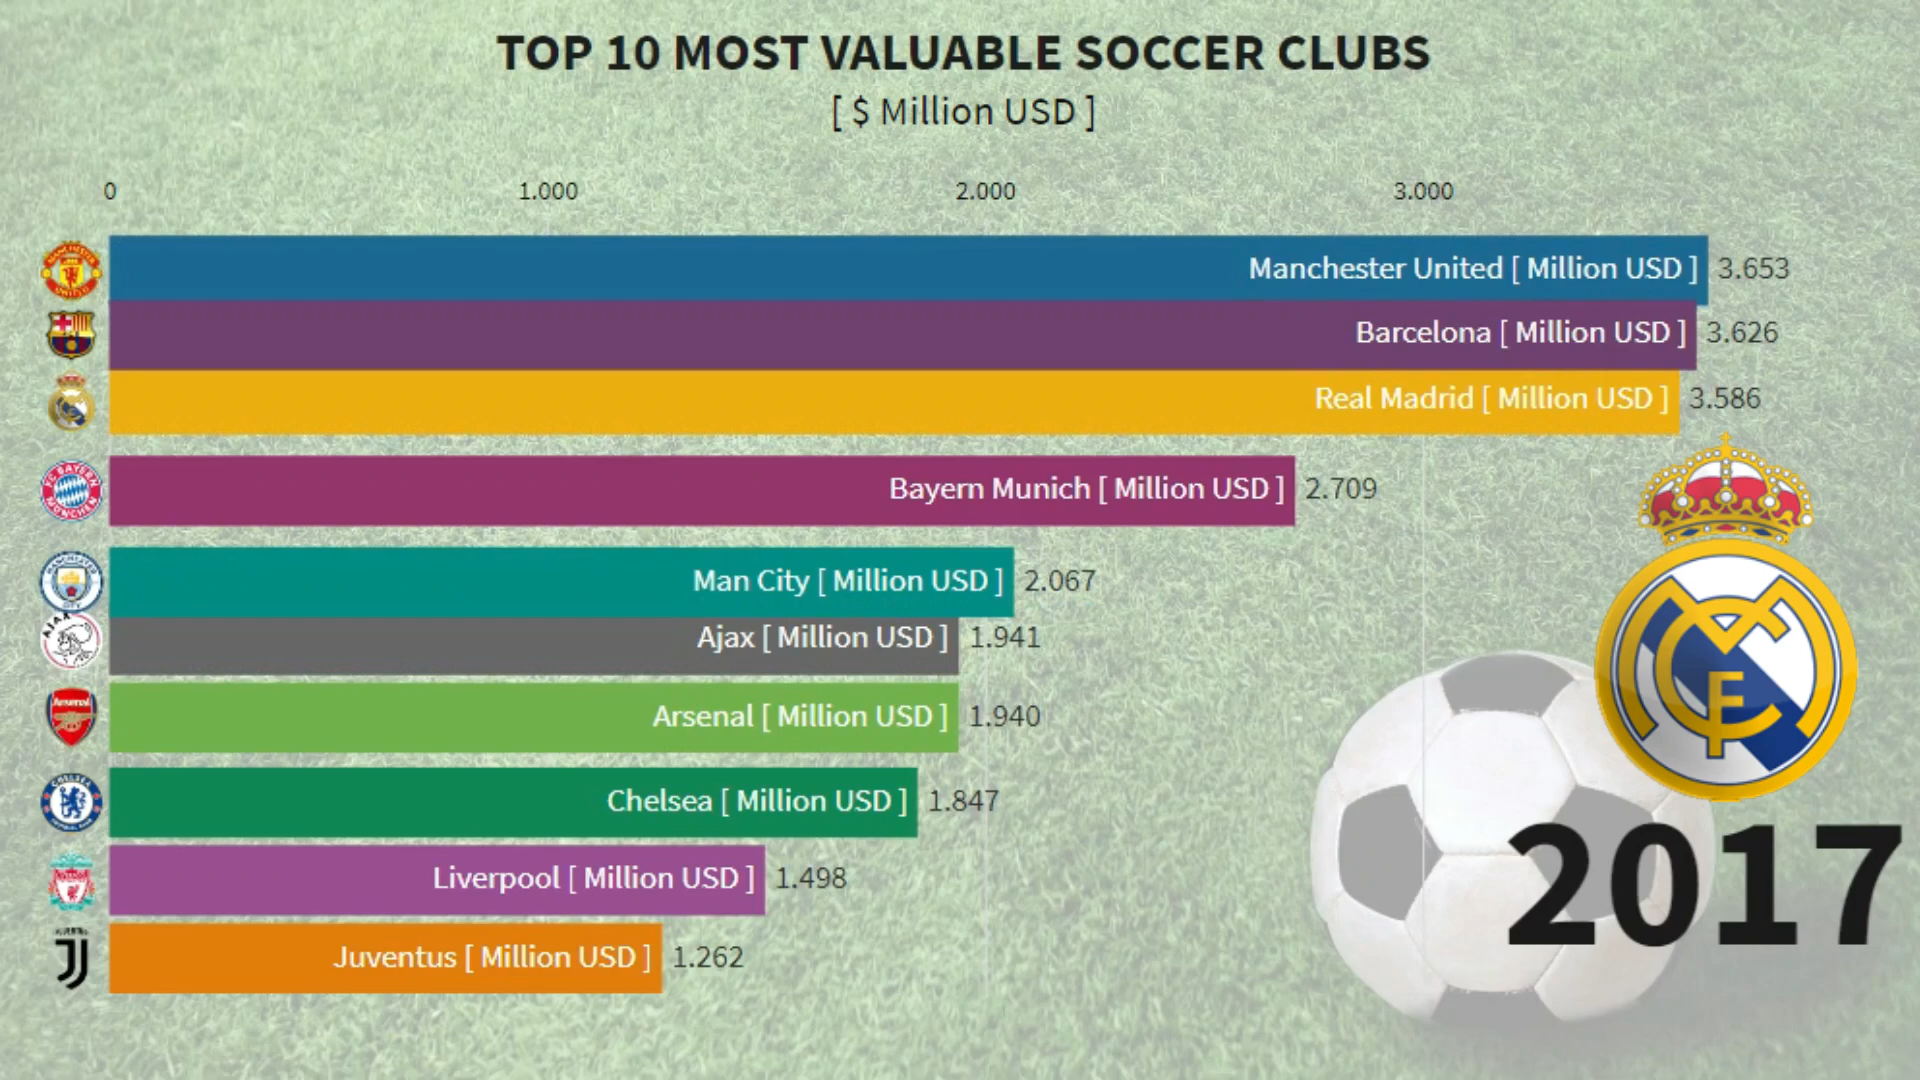 TOP 10 MOST VALUABLE SOCCER CLUBS
[ $ Million USD ]
0 1.000 2.000 3.000
Manchester United [ Million USD ] 3.653
Barcelona [ Million USD ] 3.626
Real Madrid [ Million USD ] 3.586
Bayern Munich [ Million USD ] 2.709
Man City [ Million USD ] 2.067
AJAX
Ajax [ Million USD ] 1.941
Arsenal
Arsenal [ Million USD ] 1.940
Chelsea [ Million USD ] 1.847
Liverpool [ Million USD ] 1.498
Juventus [ Million USD ] 1.262
2017